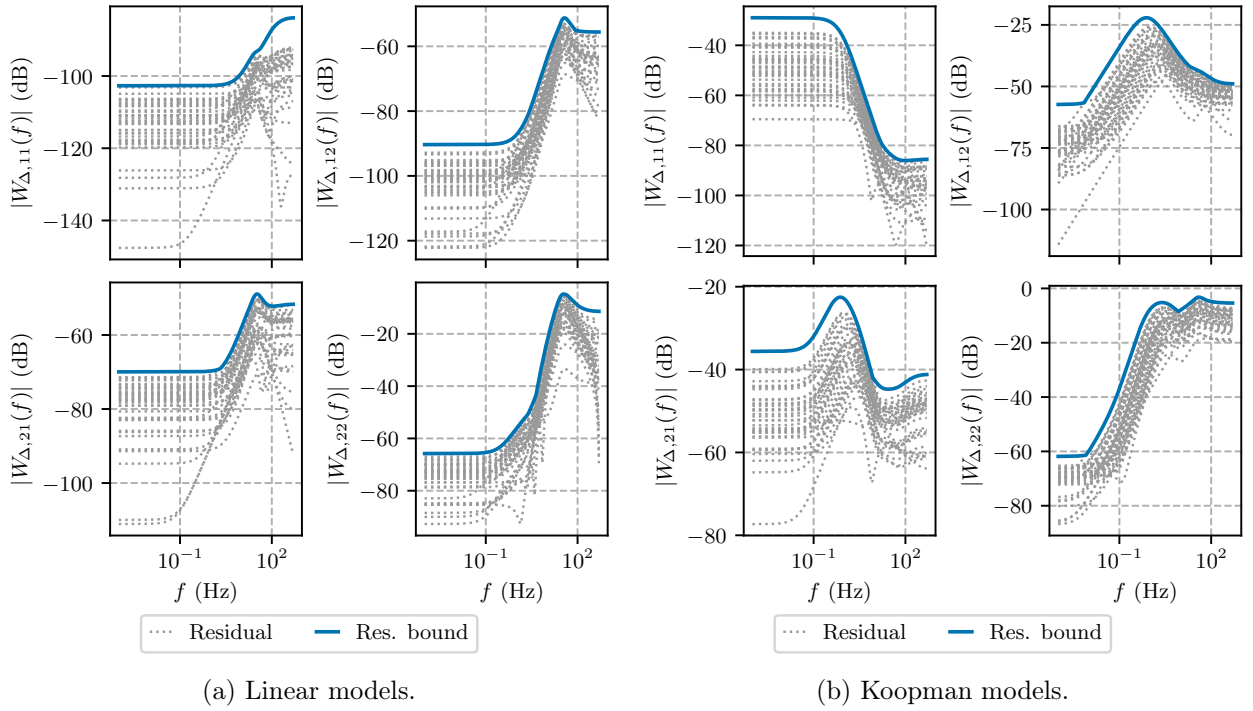 |W_{Δ,11}(f)| (dB)
−100
−120
−140
|W_{Δ,12}(f)| (dB)
−60
−80
−100
−120
|W_{Δ,11}(f)| (dB)
−40
−60
−80
−100
−120
|W_{Δ,12}(f)| (dB)
−25
−50
−75
−100
|W_{Δ,21}(f)| (dB)
−60
−80
−100
10^{−1}
10^{2}
f (Hz)
|W_{Δ,22}(f)| (dB)
−20
−40
−60
−80
10^{−1}
10^{2}
f (Hz)
|W_{Δ,21}(f)| (dB)
−20
−40
−60
−80
10^{−1}
10^{2}
f (Hz)
|W_{Δ,22}(f)| (dB)
0
−20
−40
−60
−80
10^{−1}
10^{2}
f (Hz)
Residual Res. bound
Residual Res. bound
(a) Linear models.
(b) Koopman models.